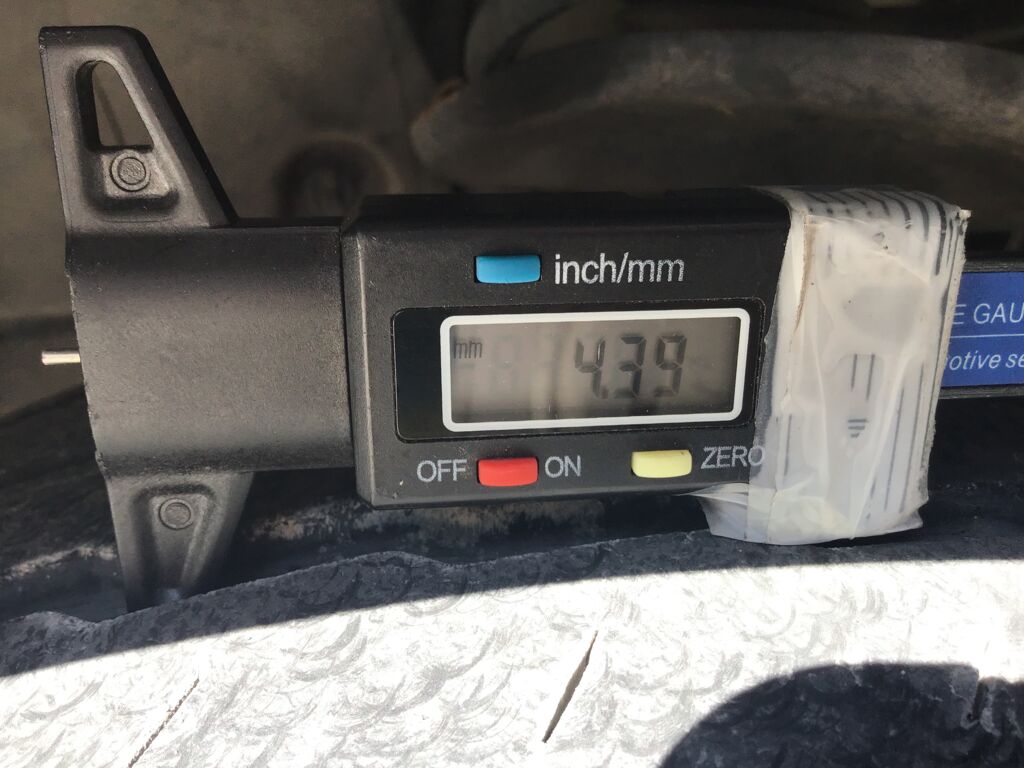 inch/mm
mm 4.39
OFF ON ZERO
E GAU
otive se